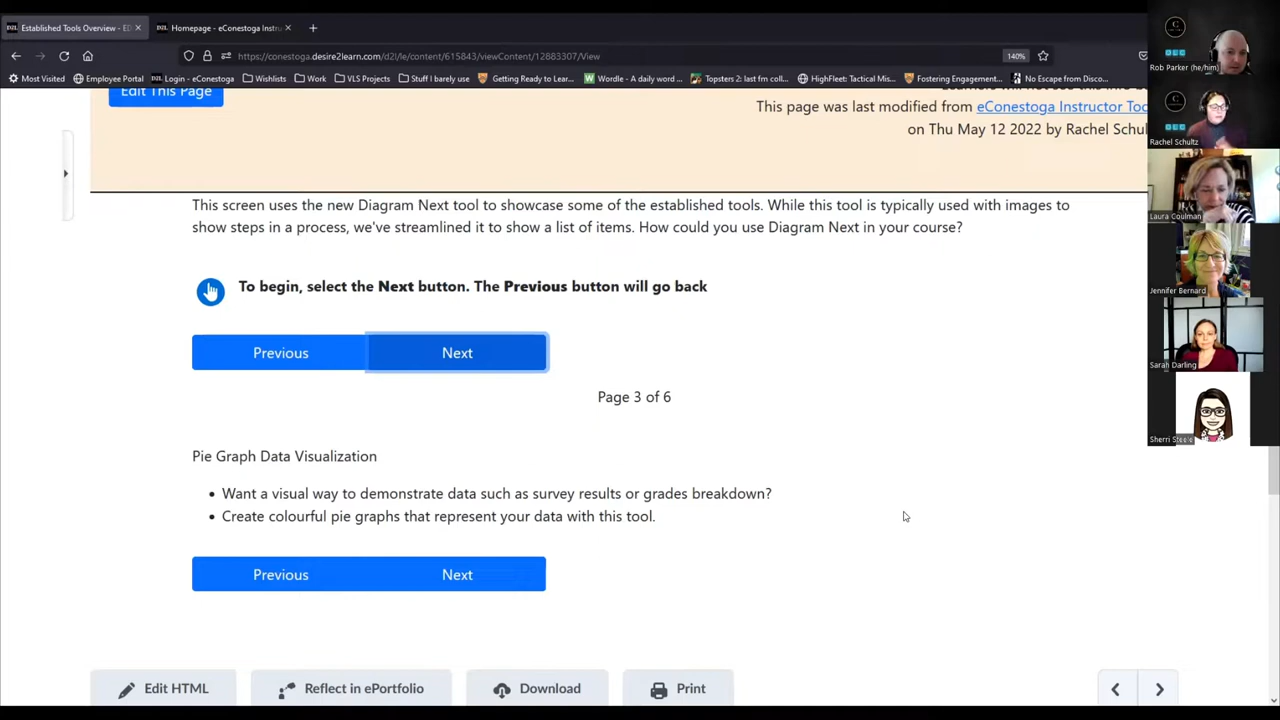 Established Tools Overview - ED
Homepage - eConestoga Instru
https://conestoga.desire2learn.com/d2l/le/content/615843/viewContent/12883307/View
140%
Most Visited
Employee Portal
D2L Login - eConestoga
Wishlists
Work
VLS Projects
Stuff I barely use
Getting Ready to Lear...
Wordle - A daily word ...
Topsters 2: last fm coll...
HighFleet: Tactical Mis...
Fostering Engagement...
No Escape from Disco...
Edit This Page
This page was last modified from eConestoga Instructor Too
on Thu May 12 2022 by Rachel Schul
This screen uses the new Diagram Next tool to showcase some of the established tools. While this tool is typically used with images to
show steps in a process, we've streamlined it to show a list of items. How could you use Diagram Next in your course?
To begin, select the Next button. The Previous button will go back
Previous
Next
Page 3 of 6
Pie Graph Data Visualization
• Want a visual way to demonstrate data such as survey results or grades breakdown?
• Create colourful pie graphs that represent your data with this tool.
Previous
Next
Edit HTML
Reflect in ePortfolio
Download
Print
Rob Parker (he/him)
Rachel Schultz
Laura Coulman
Jennifer Bernard
Sarah Darling
Sherri Steele